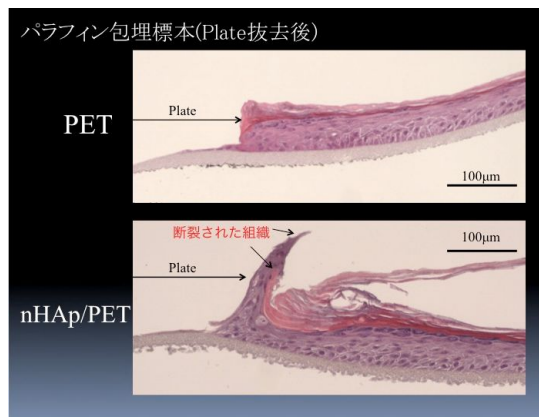 パラフィン包埋標本(Plate抜去後)
PET
Plate
100μm
断裂された組織
100μm
Plate
nHAp/PET